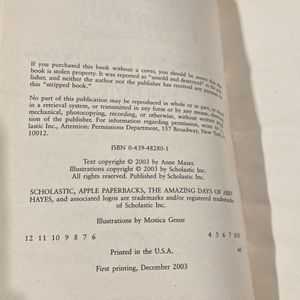 If you purchased this book without a cover, you should be aware that this
book is stolen property. It was reported as "unsold and destroyed" to the
lisher, and neither the author nor the publisher has received any payment
this "stripped book."
No part of this publication may be reproduced in whole or in part, or
in a retrieval system, or transmitted in any form or by any means, electronic,
mechanical, photocopying, recording, or otherwise, without written
sion of the publisher. For information regarding permission, write to
lastic Inc., Attention: Permissions Department, 557 Broadway, New York,
10012.
ISBN 0-439-48280-1
Text copyright © 2003 by Anne Mazer.
Illustrations copyright © 2003 by Scholastic Inc.
All rights reserved. Published by Scholastic Inc.
SCHOLASTIC, APPLE PAPERBACKS, THE AMAZING DAYS OF ABBY
HAYES, and associated logos are trademarks and/or registered trademarks
of Scholastic Inc.
Illustrations by Monica Gesue
12 11 10 9 8 7 6 4 5 6 7 8/0
Printed in the U.S.A. 40
First printing, December 2003